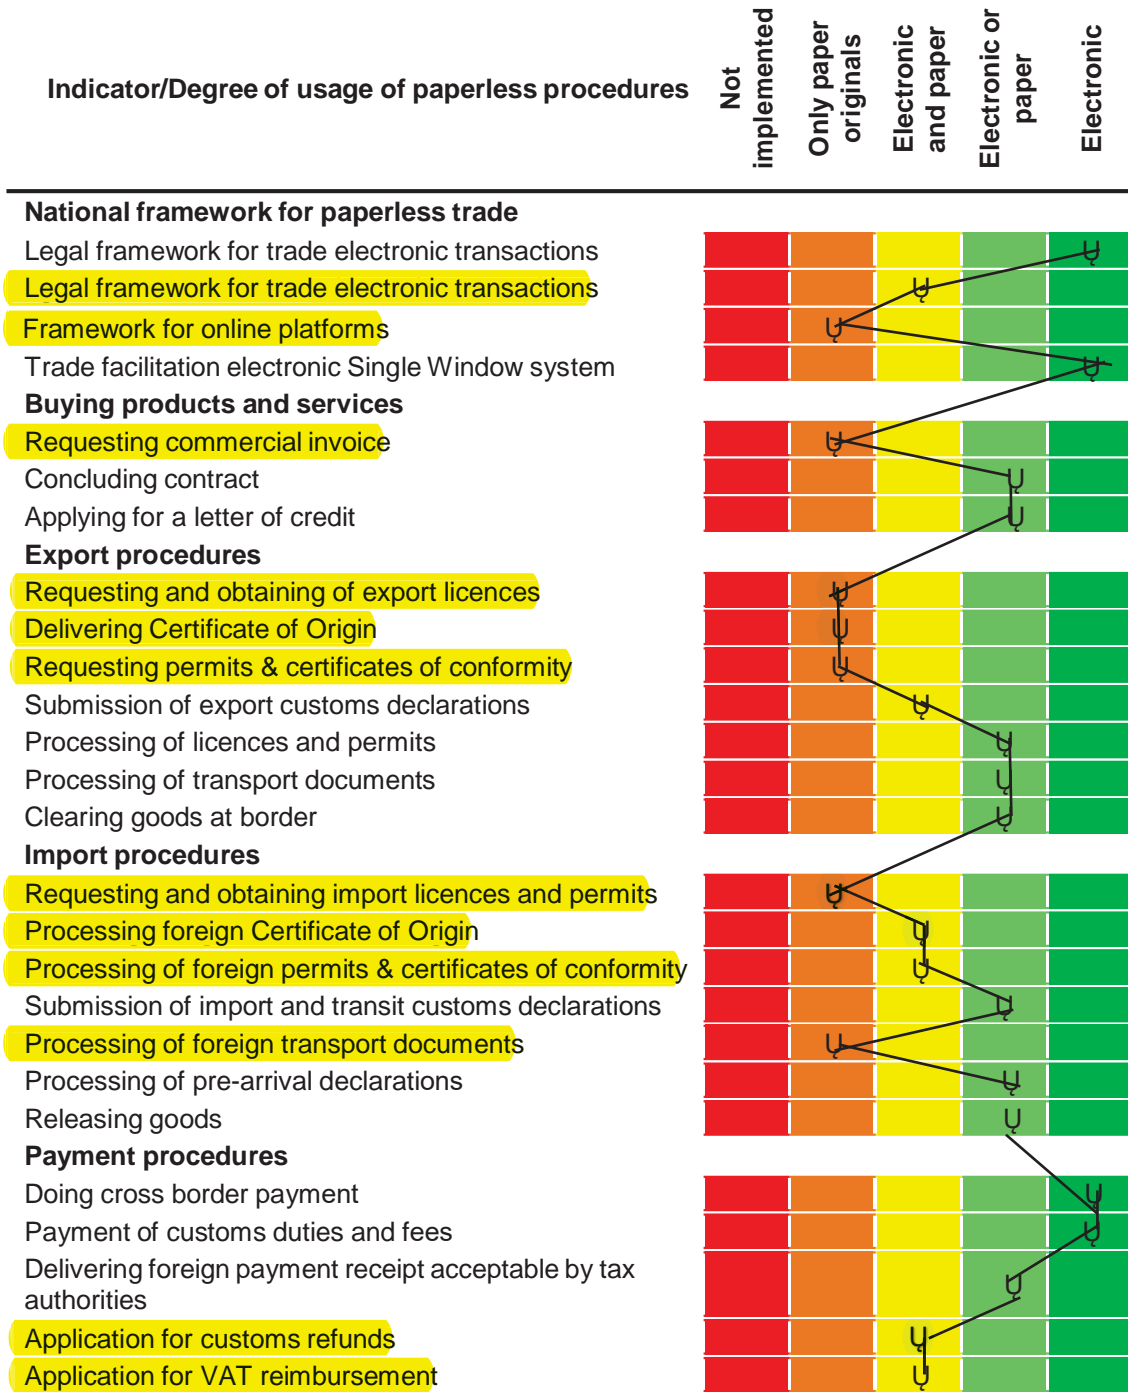 Indicator/Degree of usage of paperless procedures
Not
implemented
Only paper
originals
Electronic
and paper
Electronic or
paper
Electronic
National framework for paperless trade
Legal framework for trade electronic transactions
Ų
Legal framework for trade electronic transactions
Ų
Framework for online platforms
Ų
Trade facilitation electronic Single Window system
Ų
Buying products and services
Requesting commercial invoice
Ų
Concluding contract
Ų
Applying for a letter of credit
Ų
Export procedures
Requesting and obtaining of export licences
Ų
Delivering Certificate of Origin
Ų
Requesting permits & certificates of conformity
Ų
Submission of export customs declarations
Ų
Processing of licences and permits
Ų
Processing of transport documents
Ų
Clearing goods at border
Ų
Import procedures
Requesting and obtaining import licences and permits
Ų
Processing foreign Certificate of Origin
Ų
Processing of foreign permits & certificates of conformity
Ų
Submission of import and transit customs declarations
Ų
Processing of foreign transport documents
Ų
Processing of pre-arrival declarations
Ų
Releasing goods
Ų
Payment procedures
Doing cross border payment
Ų
Payment of customs duties and fees
Ų
Delivering foreign payment receipt acceptable by tax
authorities
Ų
Application for customs refunds
Ų
Application for VAT reimbursement
Ų